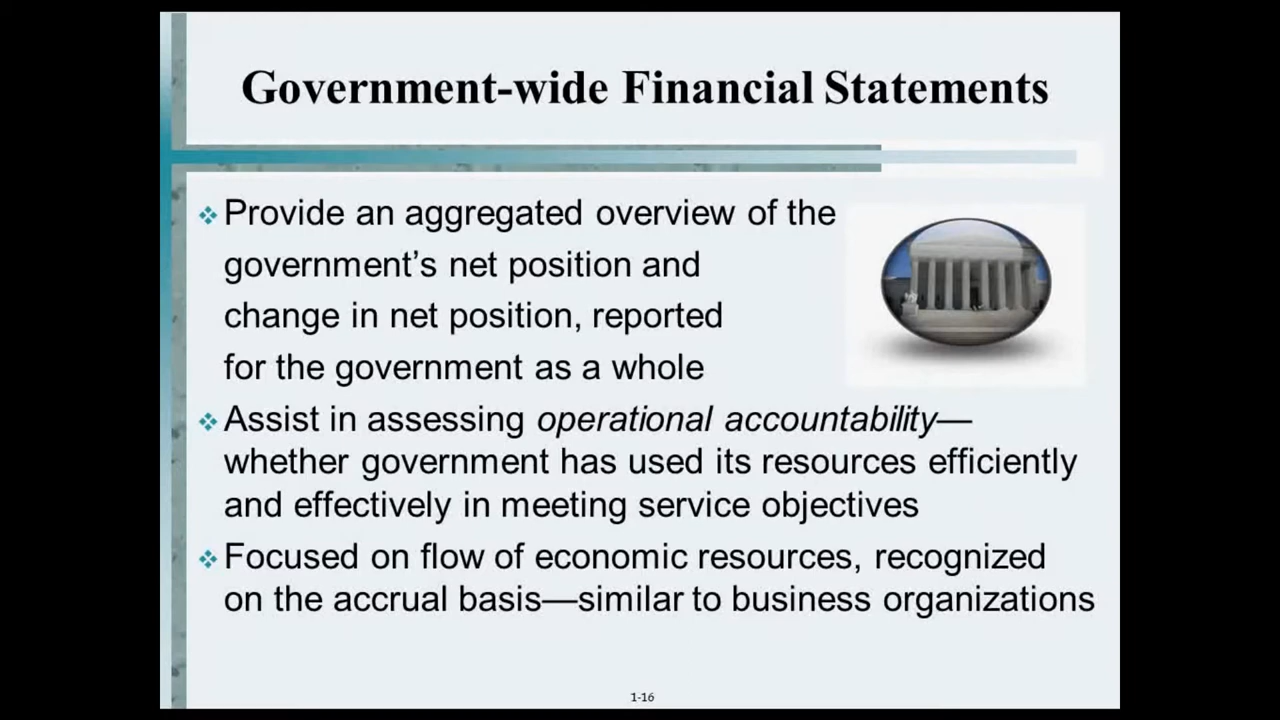 Government-wide Financial Statements
Provide an aggregated overview of the
government’s net position and
change in net position, reported
for the government as a whole
Assist in assessing operational accountability—
whether government has used its resources efficiently
and effectively in meeting service objectives
Focused on flow of economic resources, recognized
on the accrual basis—similar to business organizations
1-16